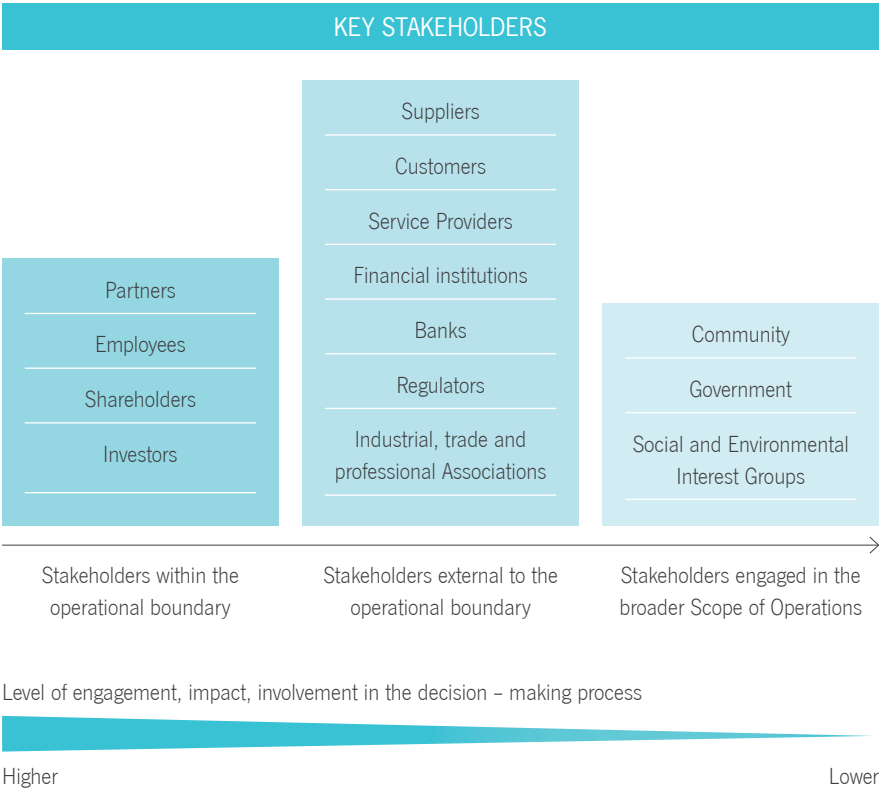 KEY STAKEHOLDERS
Partners
Employees
Shareholders
Investors
Suppliers
Customers
Service Providers
Financial institutions
Banks
Regulators
Industrial, trade and
professional Associations
Community
Government
Social and Environmental
Interest Groups
Stakeholders within the
operational boundary
Stakeholders external to the
operational boundary
Stakeholders engaged in the
broader Scope of Operations
Level of engagement, impact, involvement in the decision – making process
Higher
Lower